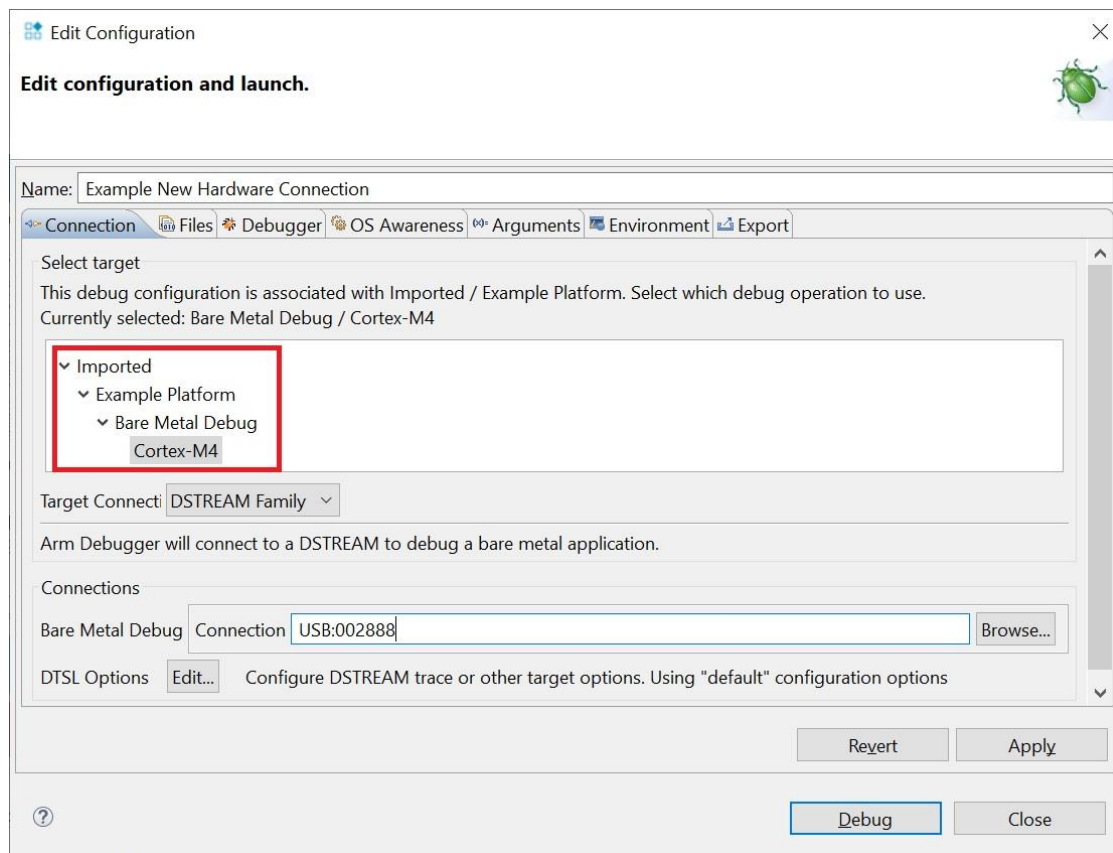 Edit Configuration
Edit configuration and launch.
Name: Example New Hardware Connection
Connection Files Debugger OS Awareness Arguments Environment Export
Select target
This debug configuration is associated with Imported / Example Platform. Select which debug operation to use.
Currently selected: Bare Metal Debug / Cortex-M4
Imported
Example Platform
Bare Metal Debug
Cortex-M4
Target Connecti DSTREAM Family
Arm Debugger will connect to a DSTREAM to debug a bare metal application.
Connections
Bare Metal Debug Connection USB:002888 Browse...
DTSL Options Edit... Configure DSTREAM trace or other target options. Using "default" configuration options
Revert Apply
? Debug Close